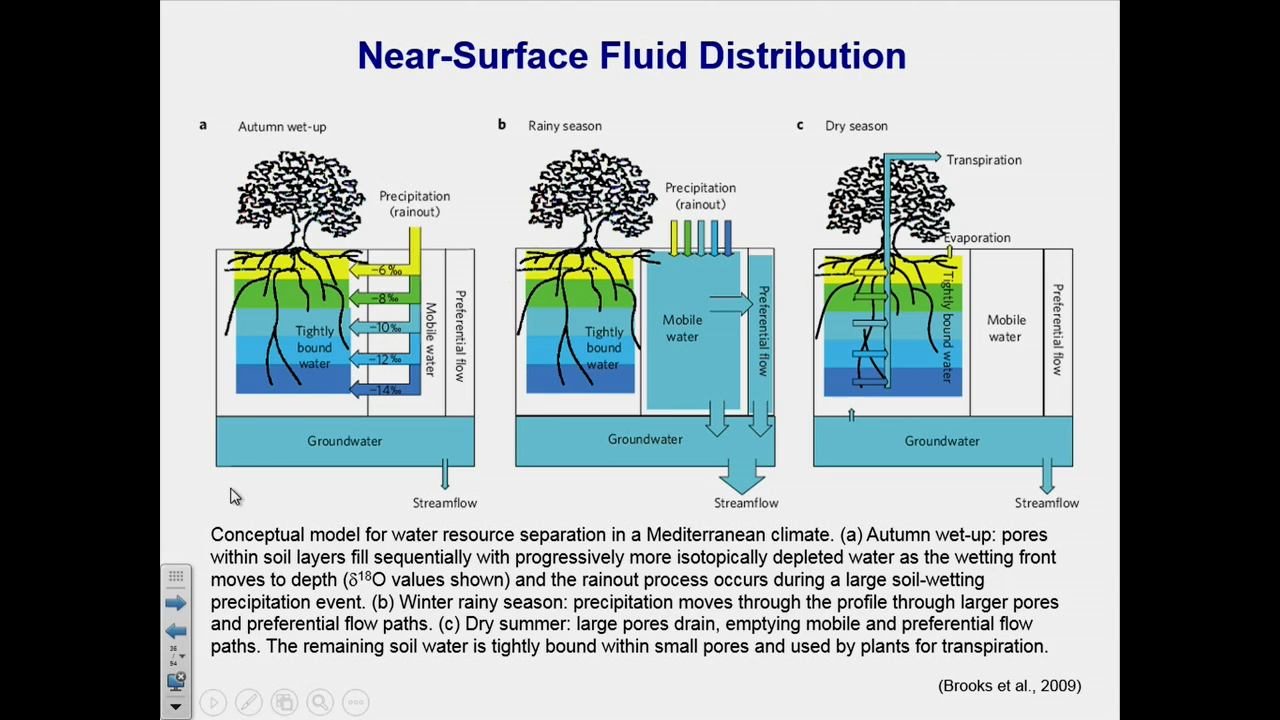 Near-Surface Fluid Distribution
a Autumn wet-up
Precipitation
(rainout)
−6‰
−8‰
−10‰
−12‰
−14‰
Tightly
bound
water
Mobile water
Preferential flow
Groundwater
Streamflow
b Rainy season
Precipitation
(rainout)
Tightly
bound
water
Mobile
water
Preferential flow
Groundwater
Streamflow
c Dry season
Transpiration
Evaporation
Tightly bound water
Mobile
water
Preferential flow
Groundwater
Streamflow
Conceptual model for water resource separation in a Mediterranean climate. (a) Autumn wet-up: pores
within soil layers fill sequentially with progressively more isotopically depleted water as the wetting front
moves to depth (δ18O values shown) and the rainout process occurs during a large soil-wetting
precipitation event. (b) Winter rainy season: precipitation moves through the profile through larger pores
and preferential flow paths. (c) Dry summer: large pores drain, emptying mobile and preferential flow
paths. The remaining soil water is tightly bound within small pores and used by plants for transpiration.
(Brooks et al., 2009)
36
/
94